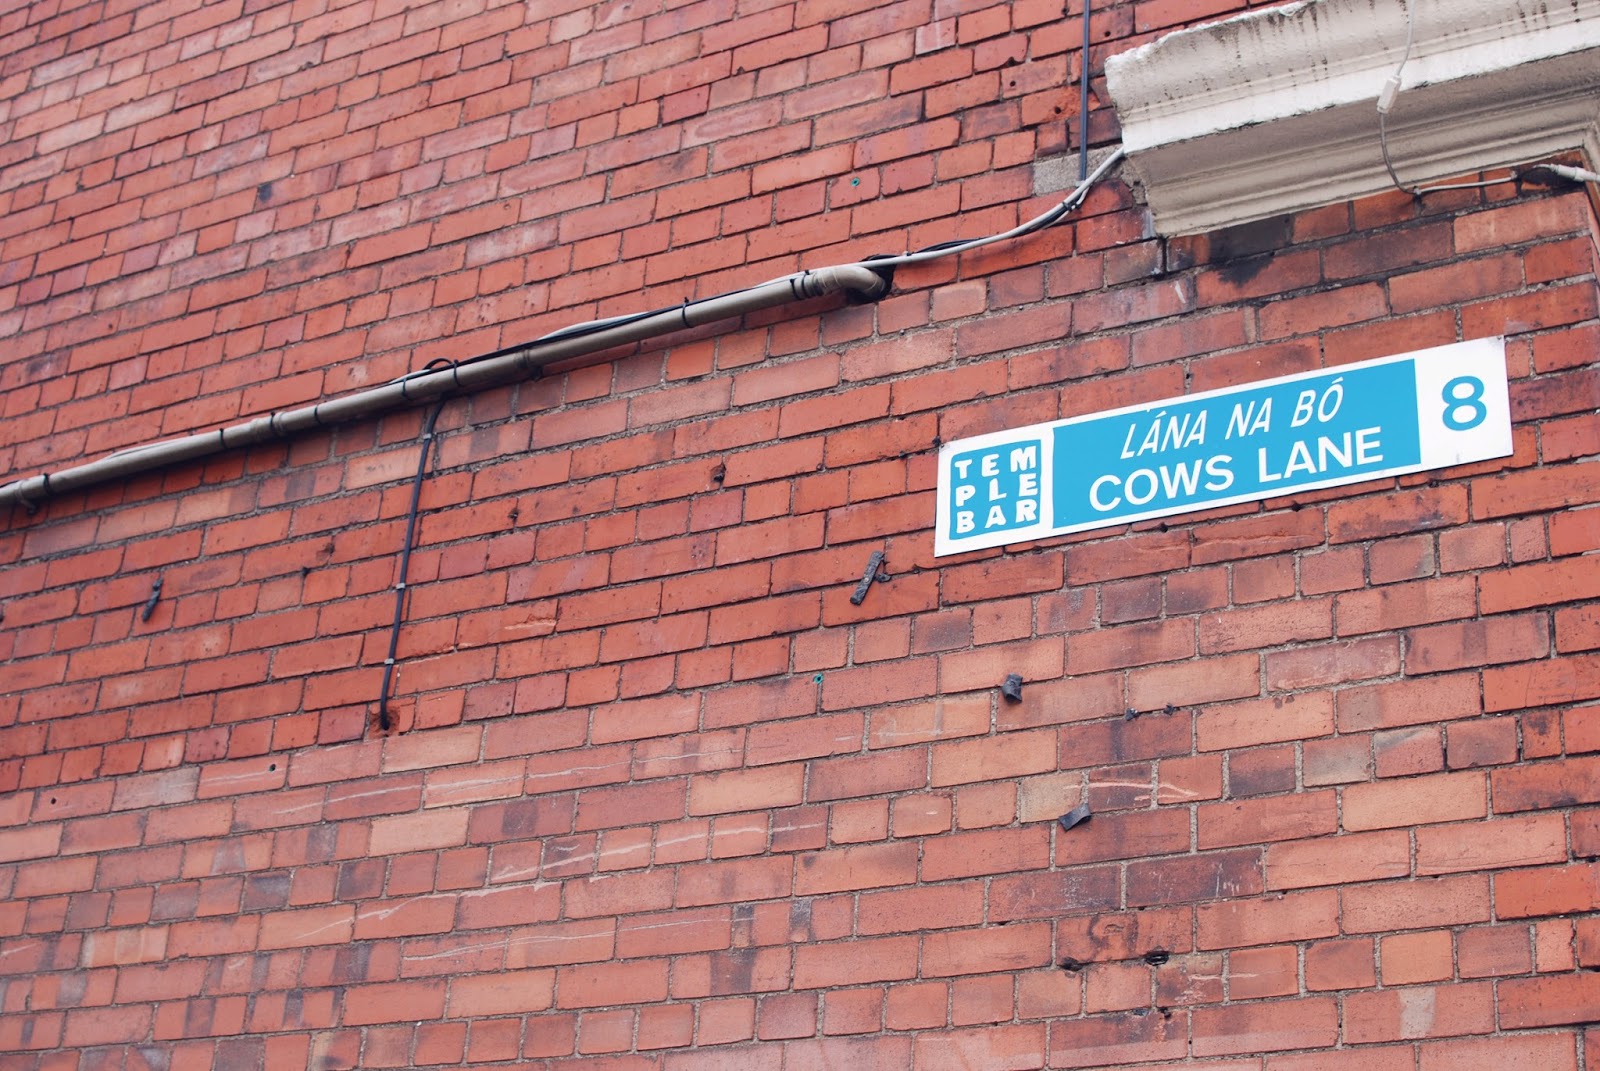 TEM
PLE
BAR
LÁNA NA BÓ
COWS LANE
8